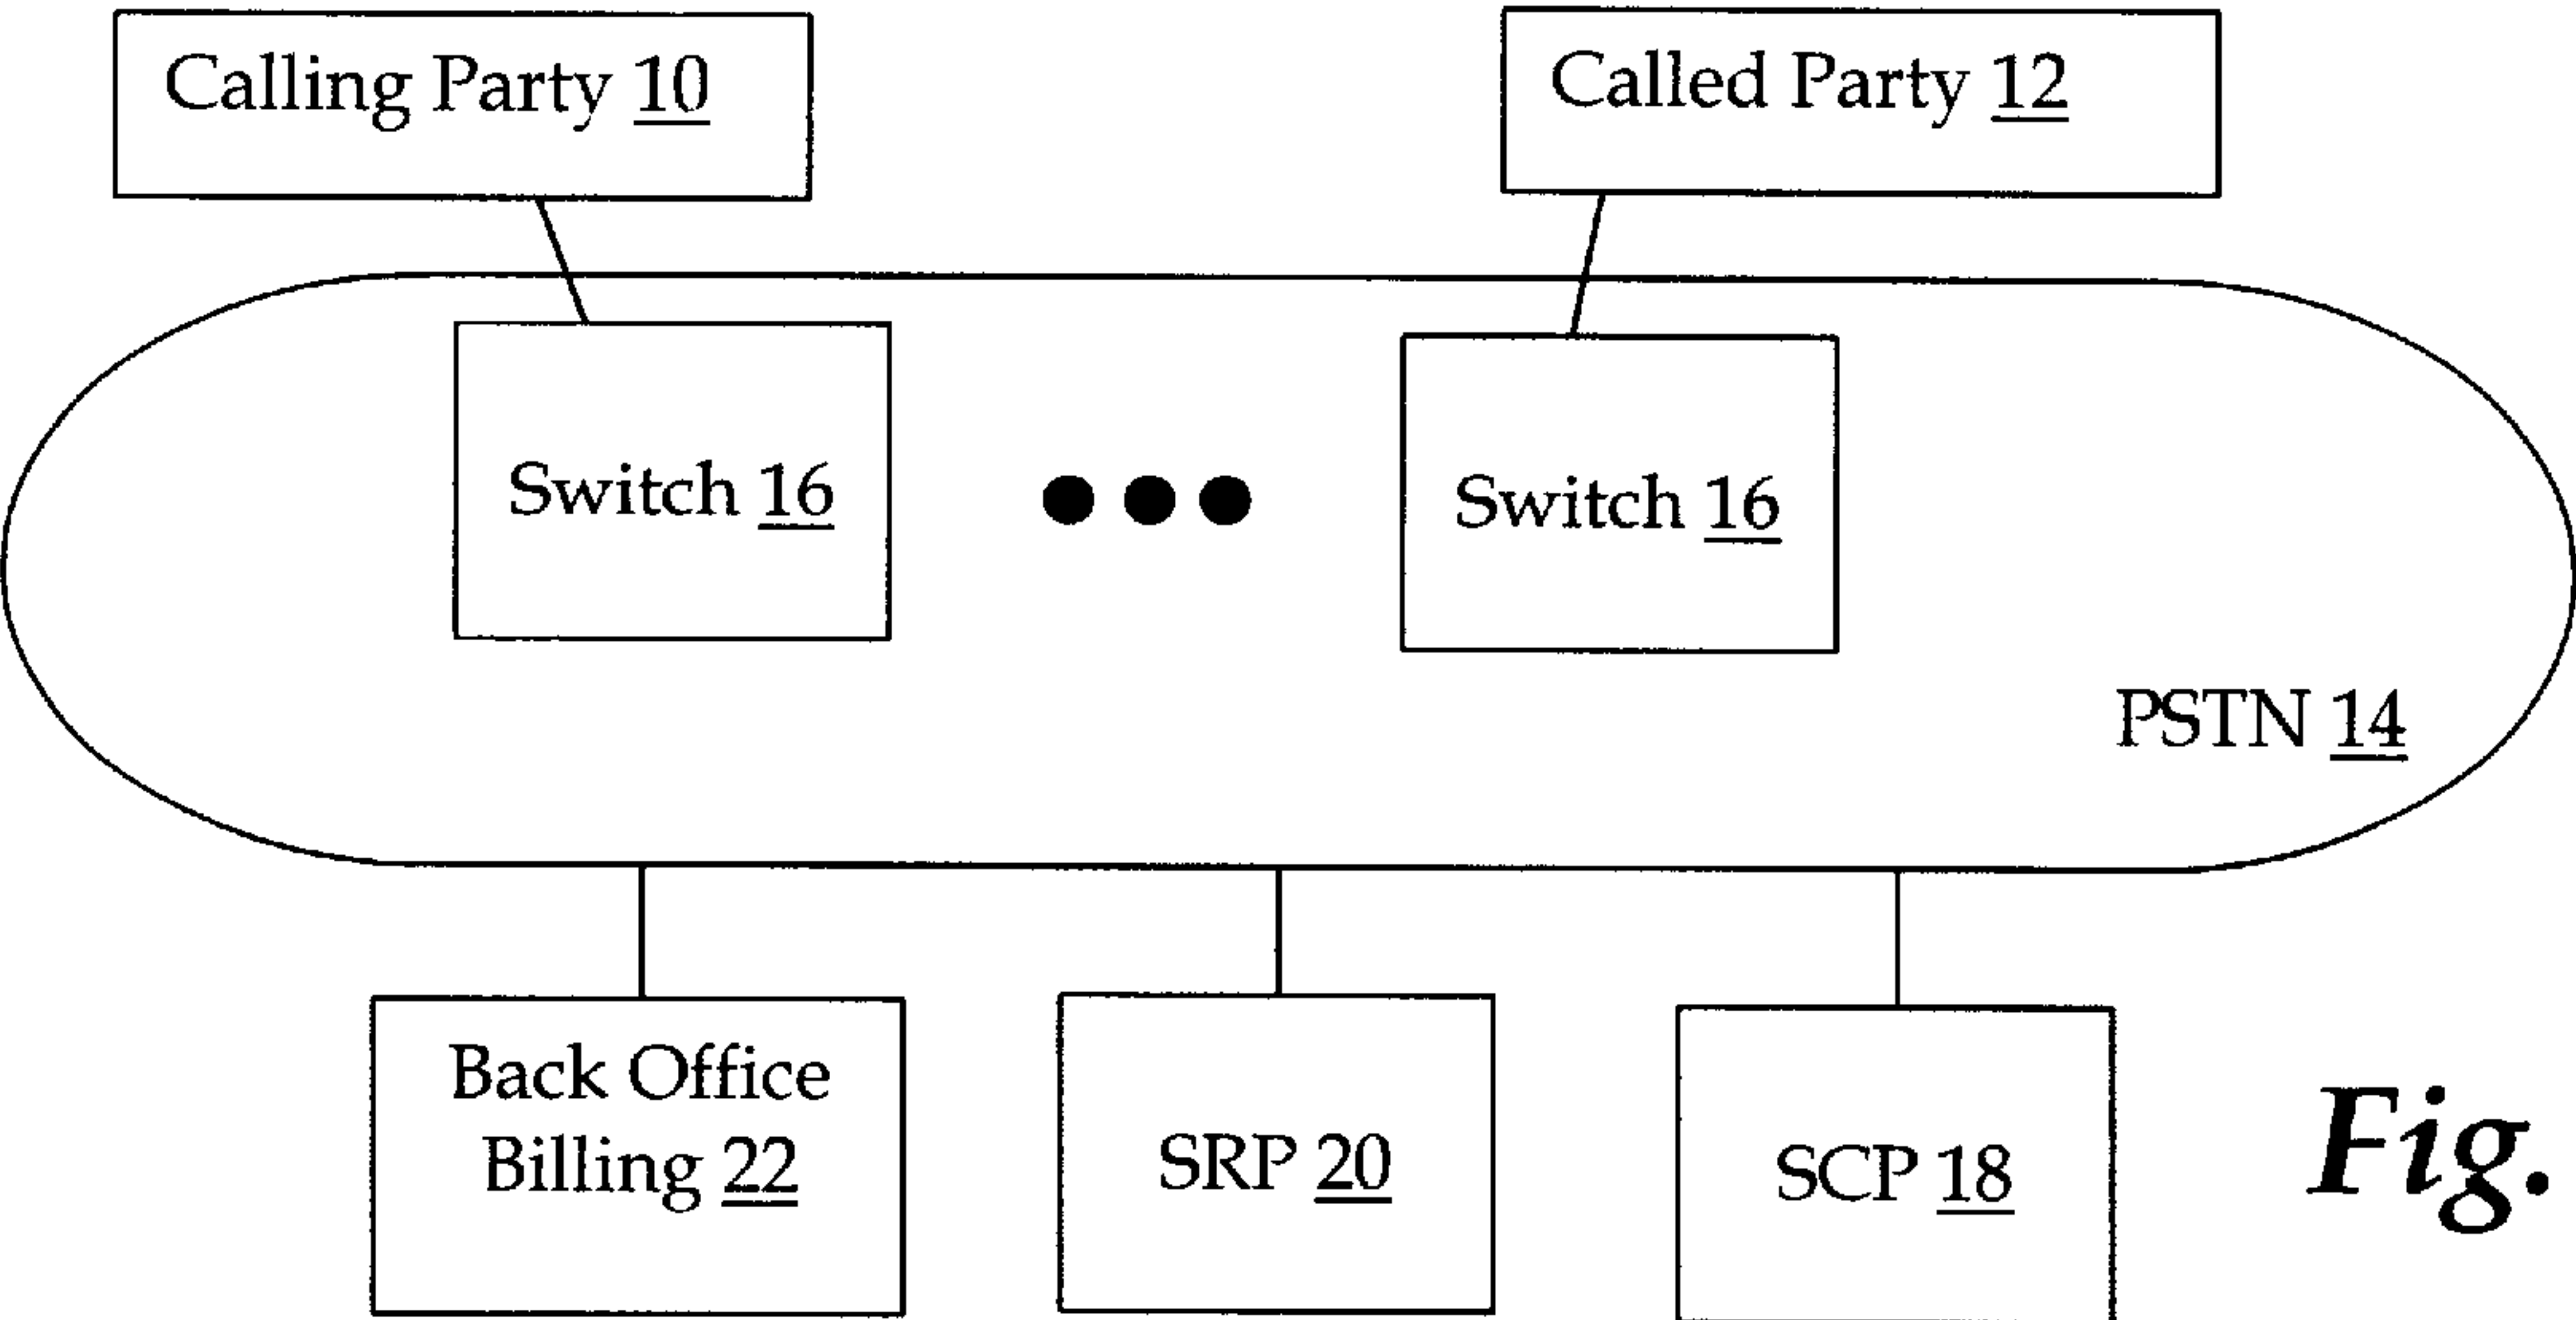 Calling Party 10
Called Party 12
Switch 16
Switch 16
PSTN 14
Back Office
Billing 22
SRP 20
SCP 18
Fig.